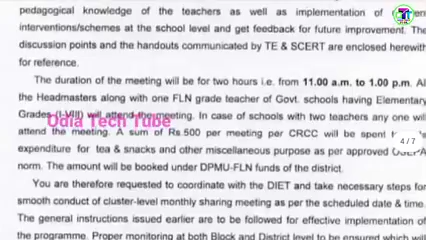 pedagogical knowledge of the teachers as well as implementation of
interventions/schemes at the school level and get feedback for future improvement. The
discussion points and the handouts communicated by TE & SCERT are enclosed herewith
for reference.
The duration of the meeting will be for two hours i.e. from 11.00 a.m. to 1.00 p.m.
the Headmasters along with one FLN grade teacher of Govt. schools having Elementary
Grades (I-VIII) will attend the meeting. In case of schools with two teachers any one will
Odia Tech Tube
attend the meeting. A sum of Rs.500 per meeting per CRCC will be spent
4 / 7
expenditure for tea & snacks and other miscellaneous purpose as per approved
norm. The amount will be booked under DPMU-FLN funds of the district.
You are therefore requested to coordinate with the DIET and take necessary steps for
smooth conduct of cluster-level monthly sharing meeting as per the scheduled date & time.
The general instructions issued earlier are to be followed for effective implementation of
the programme. Proper monitoring at both Block and District level to be ensured which will